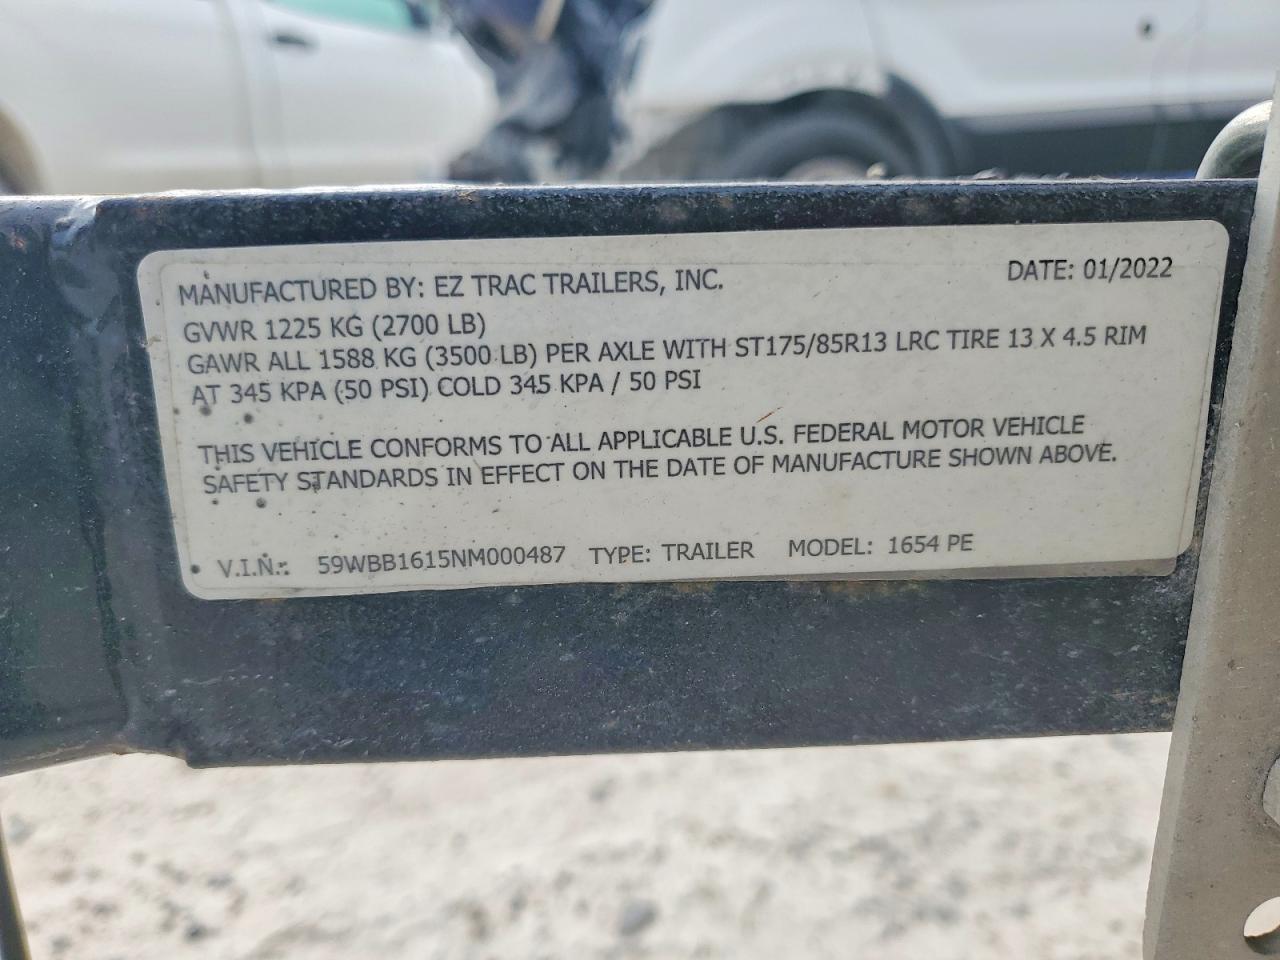 MANUFACTURED BY: EZ TRAC TRAILERS, INC. DATE: 01/2022
GVWR 1225 KG (2700 LB)
GAWR ALL 1588 KG (3500 LB) PER AXLE WITH ST175/85R13 LRC TIRE 13 X 4.5 RIM
AT 345 KPA (50 PSI) COLD 345 KPA / 50 PSI
THIS VEHICLE CONFORMS TO ALL APPLICABLE U.S. FEDERAL MOTOR VEHICLE
SAFETY STANDARDS IN EFFECT ON THE DATE OF MANUFACTURE SHOWN ABOVE.
V.I.N.: 59WBB1615NM000487 TYPE: TRAILER MODEL: 1654 PE